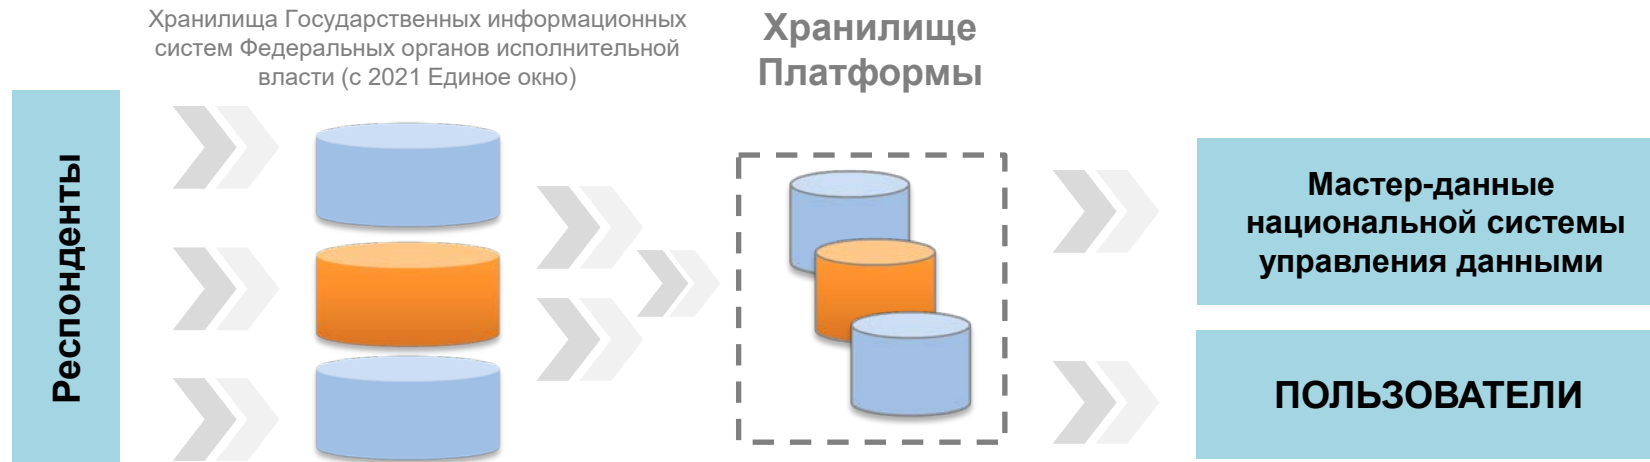 Хранилища Государственных информационных
систем Федеральных органов исполнительной
власти (с 2021 Единое окно)
Хранилище
Платформы
Респонденты
Мастер-данные
национальной системы
управления данными
ПОЛЬЗОВАТЕЛИ